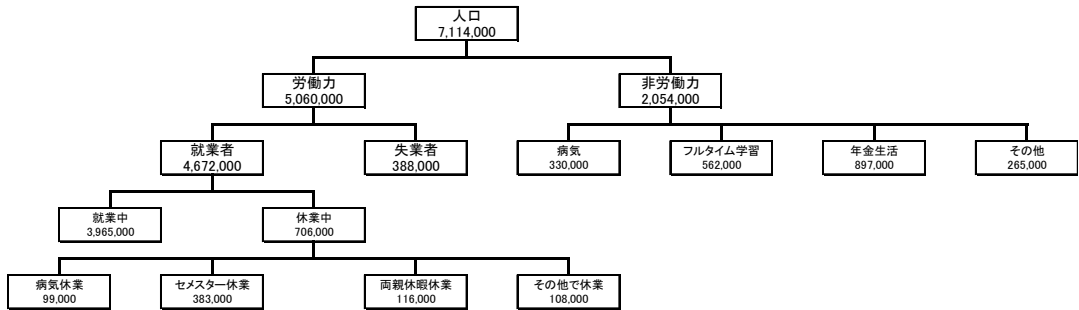 人口
7,114,000
労働力
5,060,000
非労働力
2,054,000
就業者
4,672,000
失業者
388,000
病気
330,000
フルタイム学習
562,000
年金生活
897,000
その他
265,000
就業中
3,965,000
休業中
706,000
病気休業
99,000
セメスター休業
383,000
両親休暇休業
116,000
その他で休業
108,000